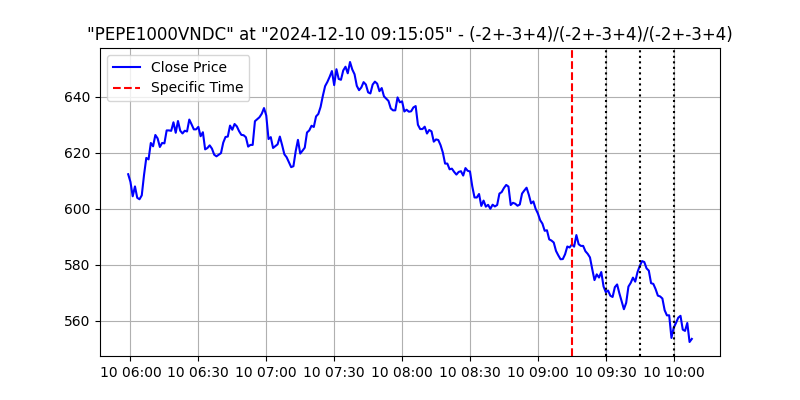 "PEPE1000VNDC" at "2024-12-10 09:15:05" - (-2+-3+4)/(-2+-3+4)/(-2+-3+4)
Close Price
Specific Time
640
620
600
580
560
10 06:00 10 06:30 10 07:00 10 07:30 10 08:00 10 08:30 10 09:00 10 09:30 10 10:00